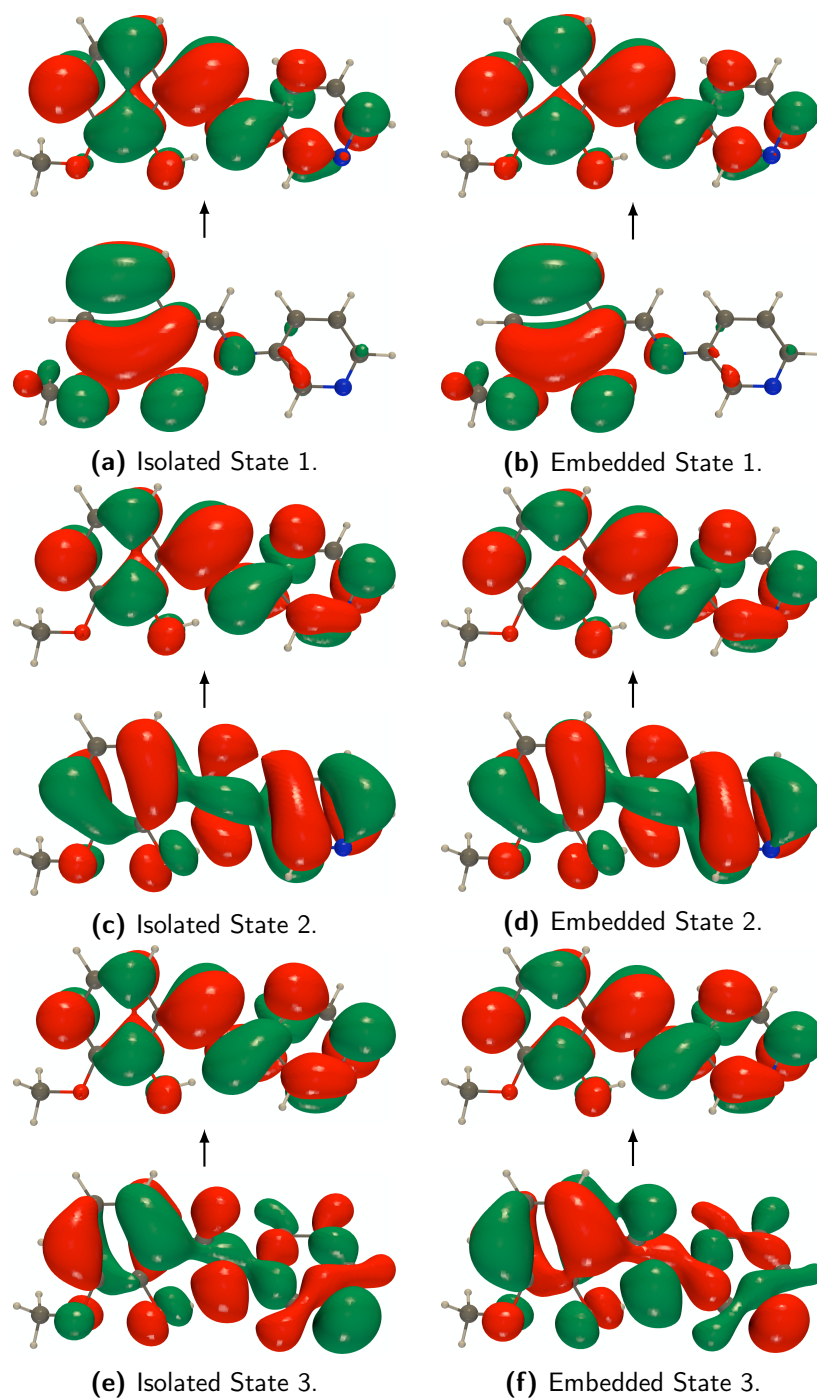 (a) Isolated State 1.
(b) Embedded State 1.
(c) Isolated State 2.
(d) Embedded State 2.
(e) Isolated State 3.
(f) Embedded State 3.